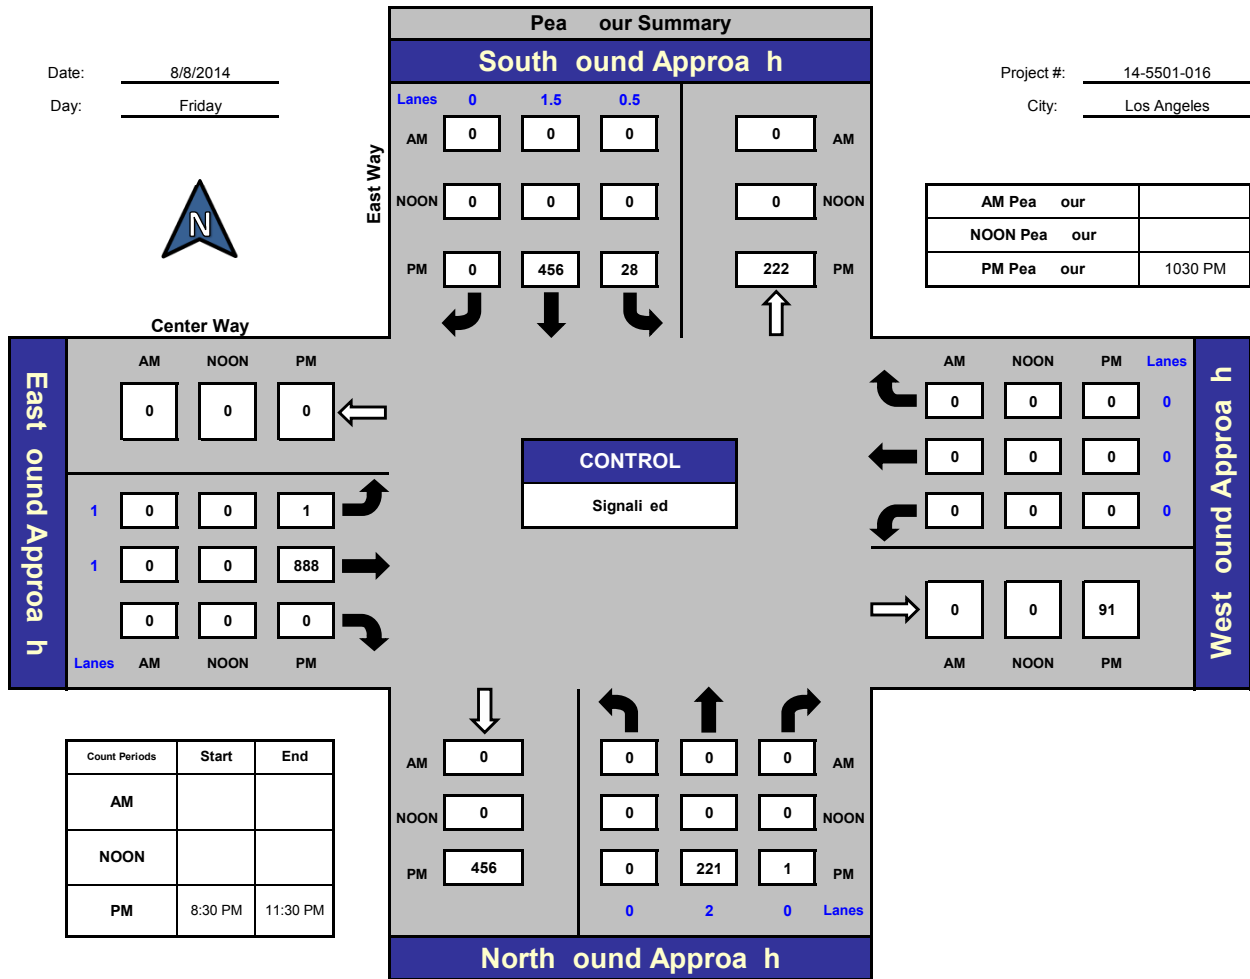 Pea our Summary
South ound Approa h
Date: 8/8/2014
Day: Friday
Project #: 14-5501-016
City: Los Angeles
Lanes 0 1.5 0.5
AM 0 0 0 0 AM
East Way
NOON 0 0 0 0 NOON
PM 0 456 28 222 PM
N
AM Pea our
NOON Pea our
PM Pea our 1030 PM
Center Way
East ound Approa h
AM NOON PM
0 0 0
1 0 0 1
1 0 0 888
0 0 0
Lanes AM NOON PM
CONTROL
Signali ed
AM NOON PM Lanes
0 0 0 0
0 0 0 0
0 0 0 0
0 0 91
AM NOON PM
West ound Approa h
Count Periods Start End
AM
NOON
PM 8:30 PM 11:30 PM
AM 0 0 0 0 AM
NOON 0 0 0 0 NOON
PM 456 0 221 1 PM
0 2 0 Lanes
North ound Approa h